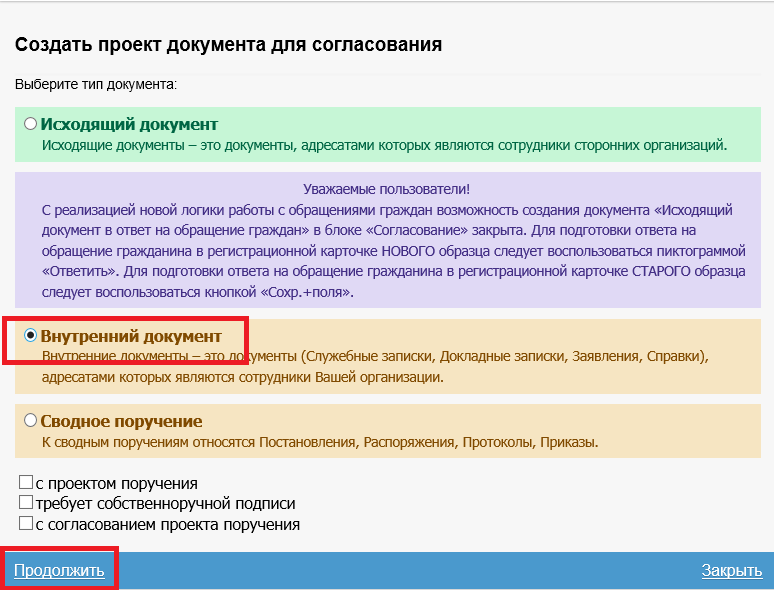 Создать проект документа для согласования
Выберите тип документа:
Исходящий документ
Исходящие документы – это документы, адресатами которых являются сотрудники сторонних организаций.
Уважаемые пользователи!
С реализацией новой логики работы с обращениями граждан возможность создания документа «Исходящий
документ в ответ на обращение граждан» в блоке «Согласование» закрыта. Для подготовки ответа на
обращение гражданина в регистрационной карточке НОВОГО образца следует воспользоваться пиктограммой
«Ответить». Для подготовки ответа на обращение гражданина в регистрационной карточке СТАРОГО образца
следует воспользоваться кнопкой «Сохр.+поля».
Внутренний документ
Внутренние документы – это документы (Служебные записки, Докладные записки, Заявления, Справки),
адресатами которых являются сотрудники Вашей организации.
Сводное поручение
К сводным поручениям относятся Постановления, Распоряжения, Протоколы, Приказы.
с проектом поручения
требует собственноручной подписи
с согласованием проекта поручения
Продолжить Закрыть